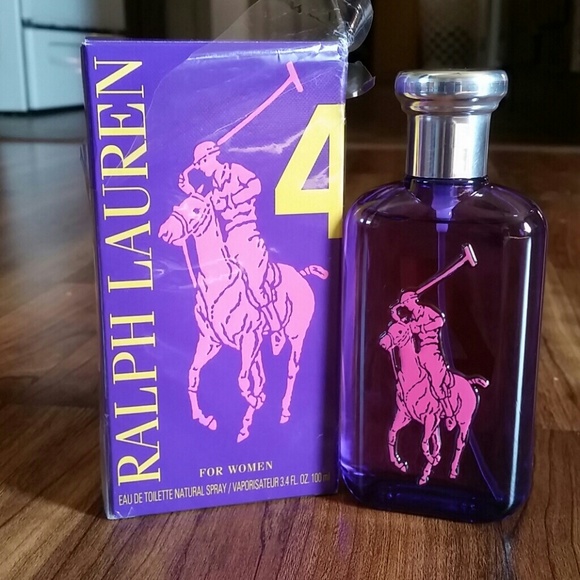 RALPH LAUREN
4
FOR WOMEN
EAU DE TOILETTE NATURAL SPRAY / VAPORISATEUR 3.4 FL. OZ. 100 ml